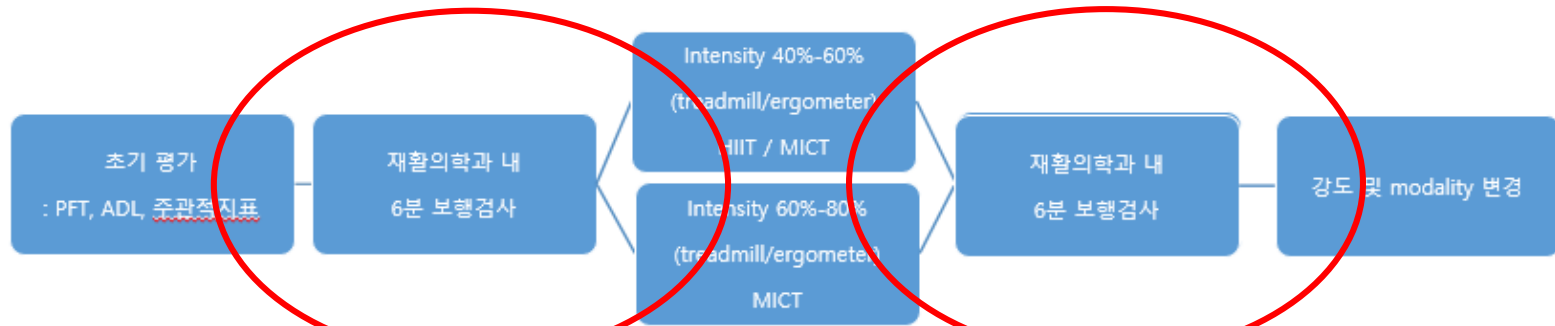 초기 평가
: PFT, ADL, 주관적지표
재활의학과 내
6분 보행검사
Intensity 40%-60%
(treadmill/ergometer)
HIIT / MICT
Intensity 60%-80%
(treadmill/ergometer)
MICT
재활의학과 내
6분 보행검사
강도 및 modality 변경